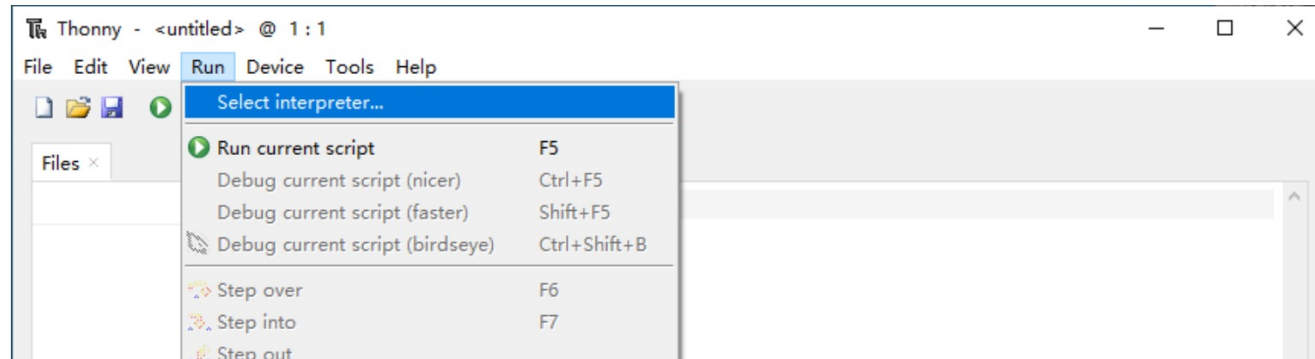 Thonny - <untitled> @ 1:1
File Edit View Run Device Tools Help
Select interpreter...
Run current script F5
Files
Debug current script (nicer) Ctrl+F5
Debug current script (faster) Shift+F5
Debug current script (birdseye) Ctrl+Shift+B
Step over F6
Step into F7
Step out